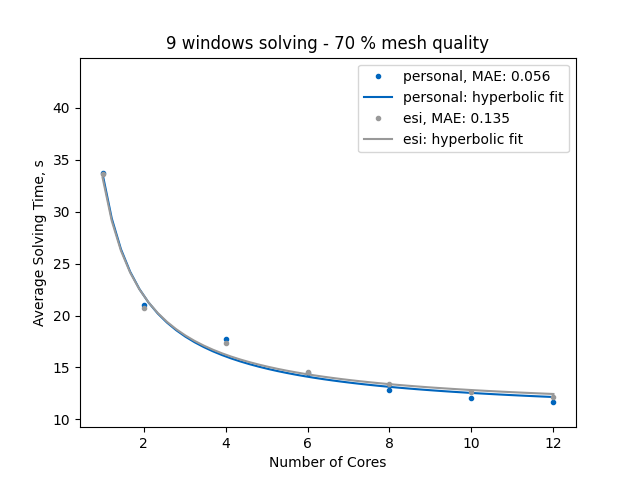 9 windows solving - 70 % mesh quality
personal, MAE: 0.056
personal: hyperbolic fit
esi, MAE: 0.135
esi: hyperbolic fit
Average Solving Time, s
40
35
30
25
20
15
10
2 4 6 8 10 12
Number of Cores